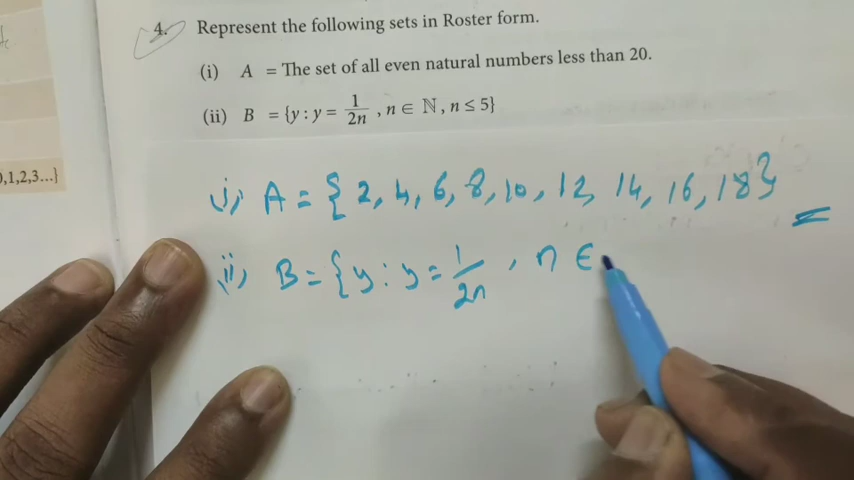 4. Represent the following sets in Roster form.
(i) A = The set of all even natural numbers less than 20.
(ii) B = {y : y = 1/2n , n ∈ ℕ, n ≤ 5}
0,1,2,3...}
i) A = {2, 4, 6, 8, 10, 12, 14, 16, 18}
ii) B = {y : y = 1/2n , n ∈